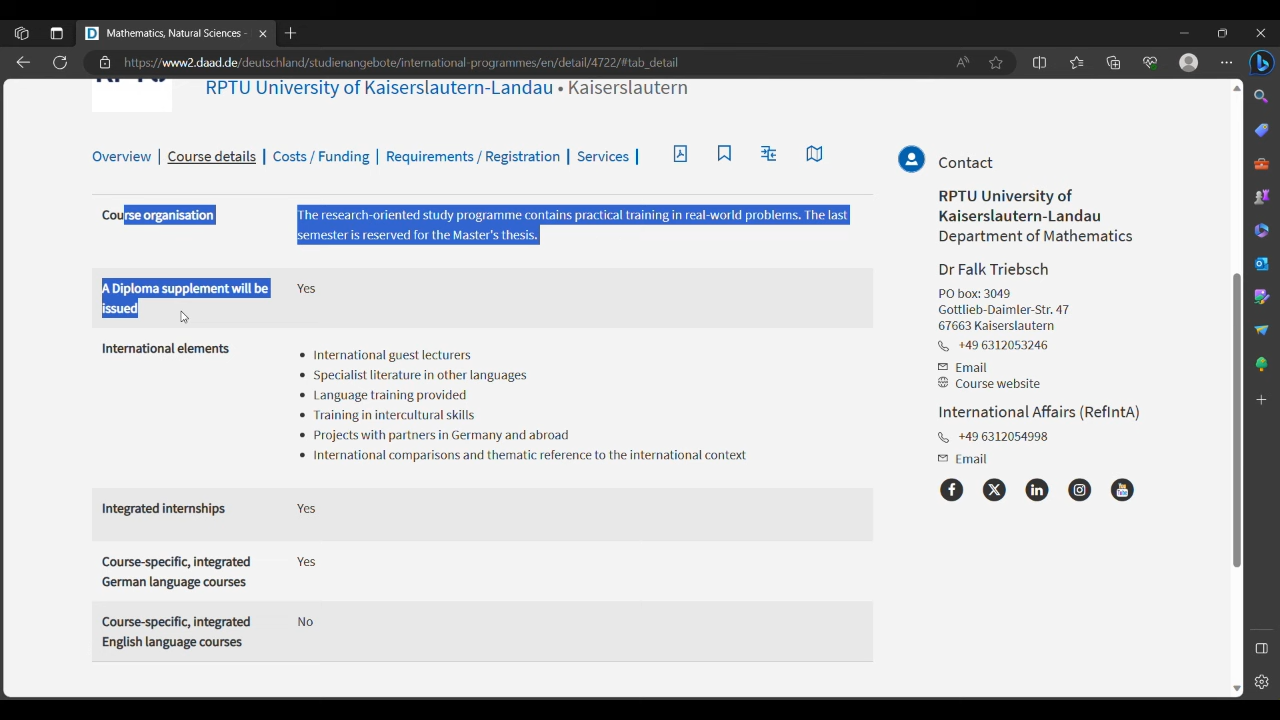 Mathematics, Natural Sciences -
https://www2.daad.de/deutschland/studienangebote/international-programmes/en/detail/4722/#tab_detail
RPTU University of Kaiserslautern-Landau • Kaiserslautern
Overview | Course details | Costs / Funding | Requirements / Registration | Services |
Course organisation
The research-oriented study programme contains practical training in real-world problems. The last
semester is reserved for the Master's thesis.
A Diploma supplement will be
issued
Yes
International elements
• International guest lecturers
• Specialist literature in other languages
• Language training provided
• Training in intercultural skills
• Projects with partners in Germany and abroad
• International comparisons and thematic reference to the international context
Integrated internships
Yes
Course-specific, integrated
German language courses
Yes
Course-specific, integrated
English language courses
No
Contact
RPTU University of
Kaiserslautern-Landau
Department of Mathematics
Dr Falk Triebsch
PO box: 3049
Gottlieb-Daimler-Str. 47
67663 Kaiserslautern
+49 6312053246
Email
Course website
International Affairs (RefIntA)
+49 6312054998
Email